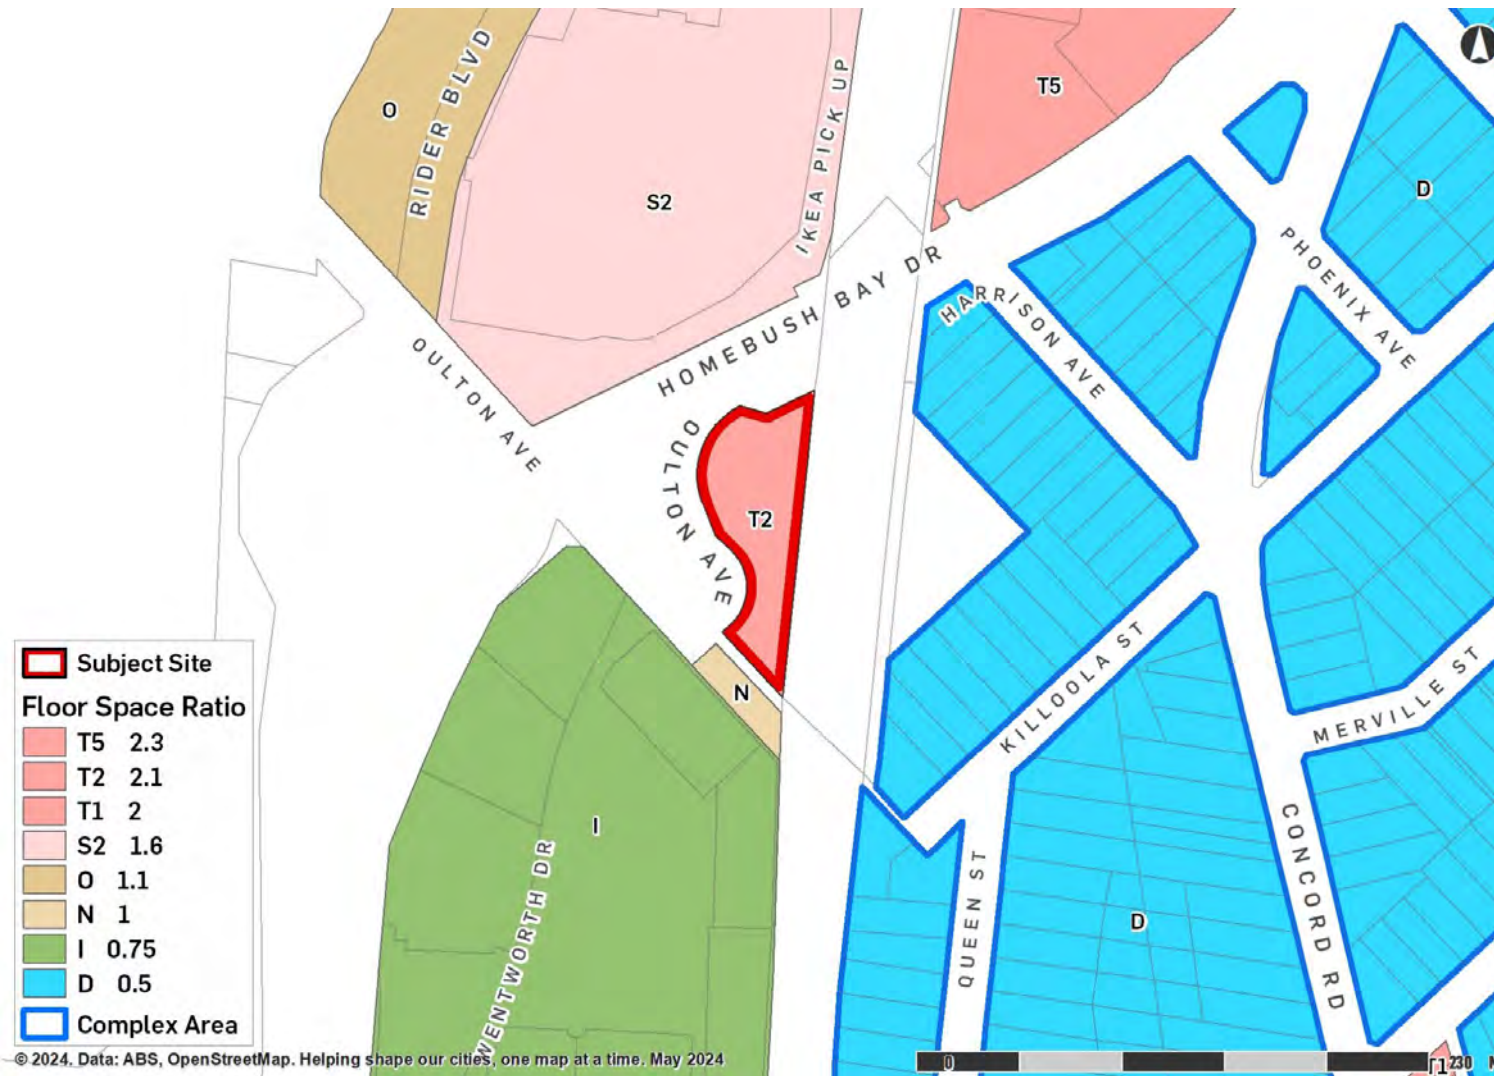 RIDER BLVD
O
IKEA PICK UP
T5
S2
D
PHOENIX AVE
HOMEBUSH BAY DR
HARRISON AVE
OULTON AVE
OULTON AVE
T2
N
KILLOOLA ST
MERVILLE ST
I
WENTWORTH DR
QUEEN ST
D
CONCORD RD
Subject Site
Floor Space Ratio
T5 2.3
T2 2.1
T1 2
S2 1.6
O 1.1
N 1
I 0.75
D 0.5
Complex Area
© 2024. Data: ABS, OpenStreetMap. Helping shape our cities, one map at a time. May 2024
0
T1
230 M